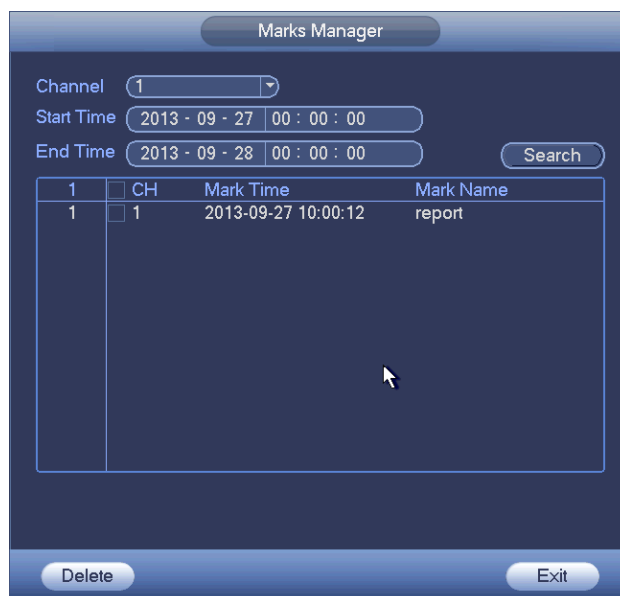 Marks Manager
Channel 1
Start Time 2013 - 09 - 27 00 : 00 : 00
End Time 2013 - 09 - 28 00 : 00 : 00
Search
1 CH Mark Time Mark Name
1 1 2013-09-27 10:00:12 report
Delete Exit